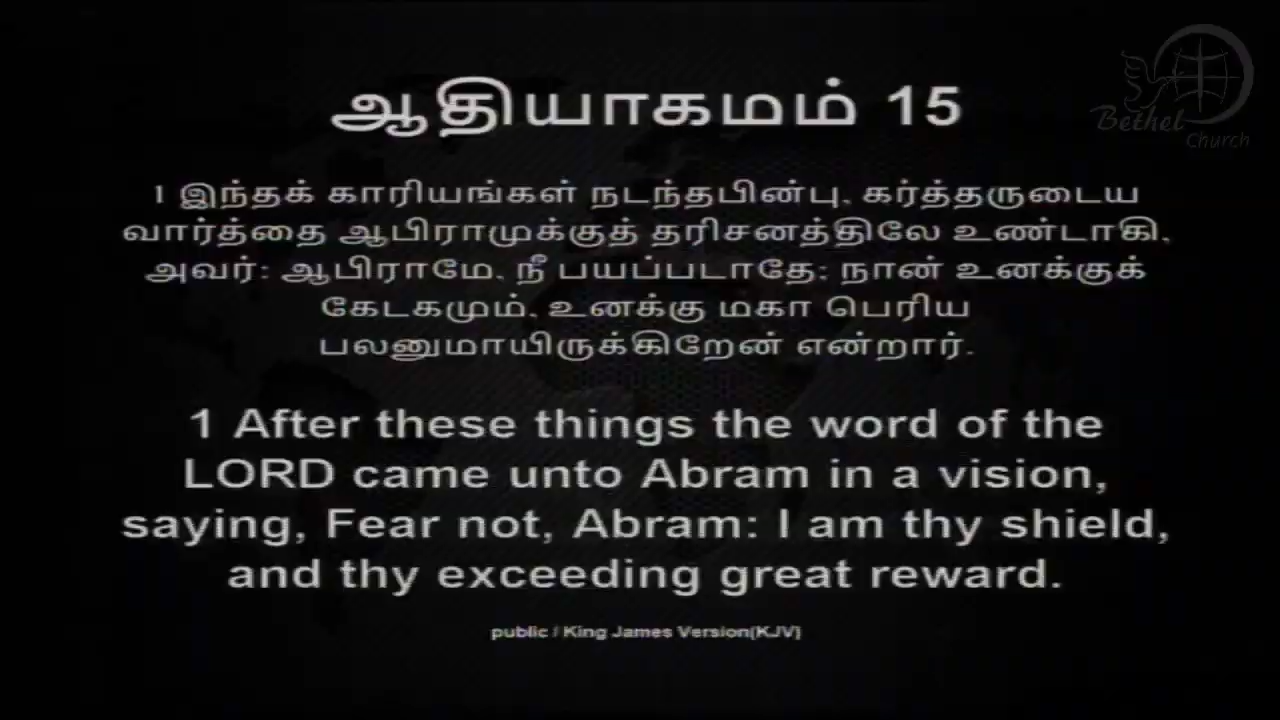 Bethel
Church
ஆதியாகமம் 15
1 இந்தக் காரியங்கள் நடந்தபின்பு, கர்த்தருடைய
வார்த்தை ஆபிராமுக்குத் தரிசனத்திலே உண்டாகி,
அவர்: ஆபிராமே, நீ பயப்படாதே; நான் உனக்குக்
கேடகமும், உனக்கு மகா பெரிய
பலனுமாயிருக்கிறேன் என்றார்.
1 After these things the word of the
LORD came unto Abram in a vision,
saying, Fear not, Abram: I am thy shield,
and thy exceeding great reward.
public / King James Version(KJV)